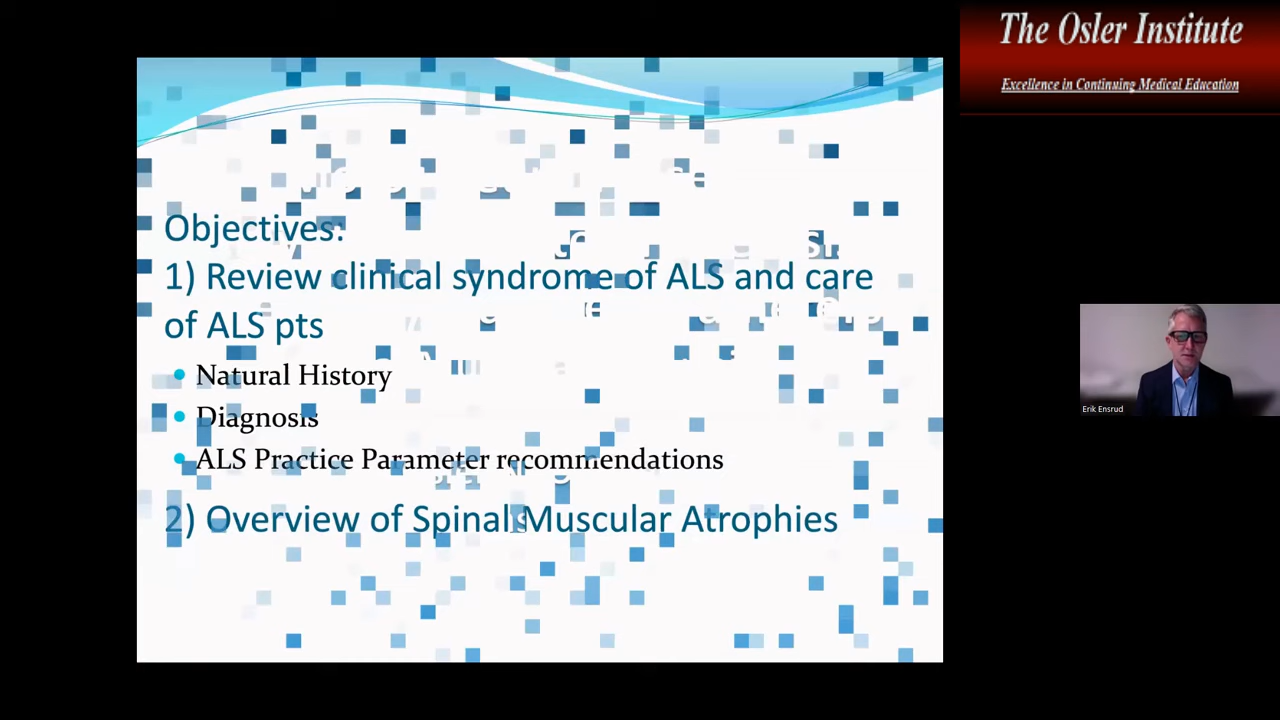 The Osler Institute
Excellence in Continuing Medical Education
Objectives:
1) Review clinical syndrome of ALS and care
of ALS pts
Natural History
Diagnosis
ALS Practice Parameter recommendations
2) Overview of Spinal Muscular Atrophies
Erik Ensrud